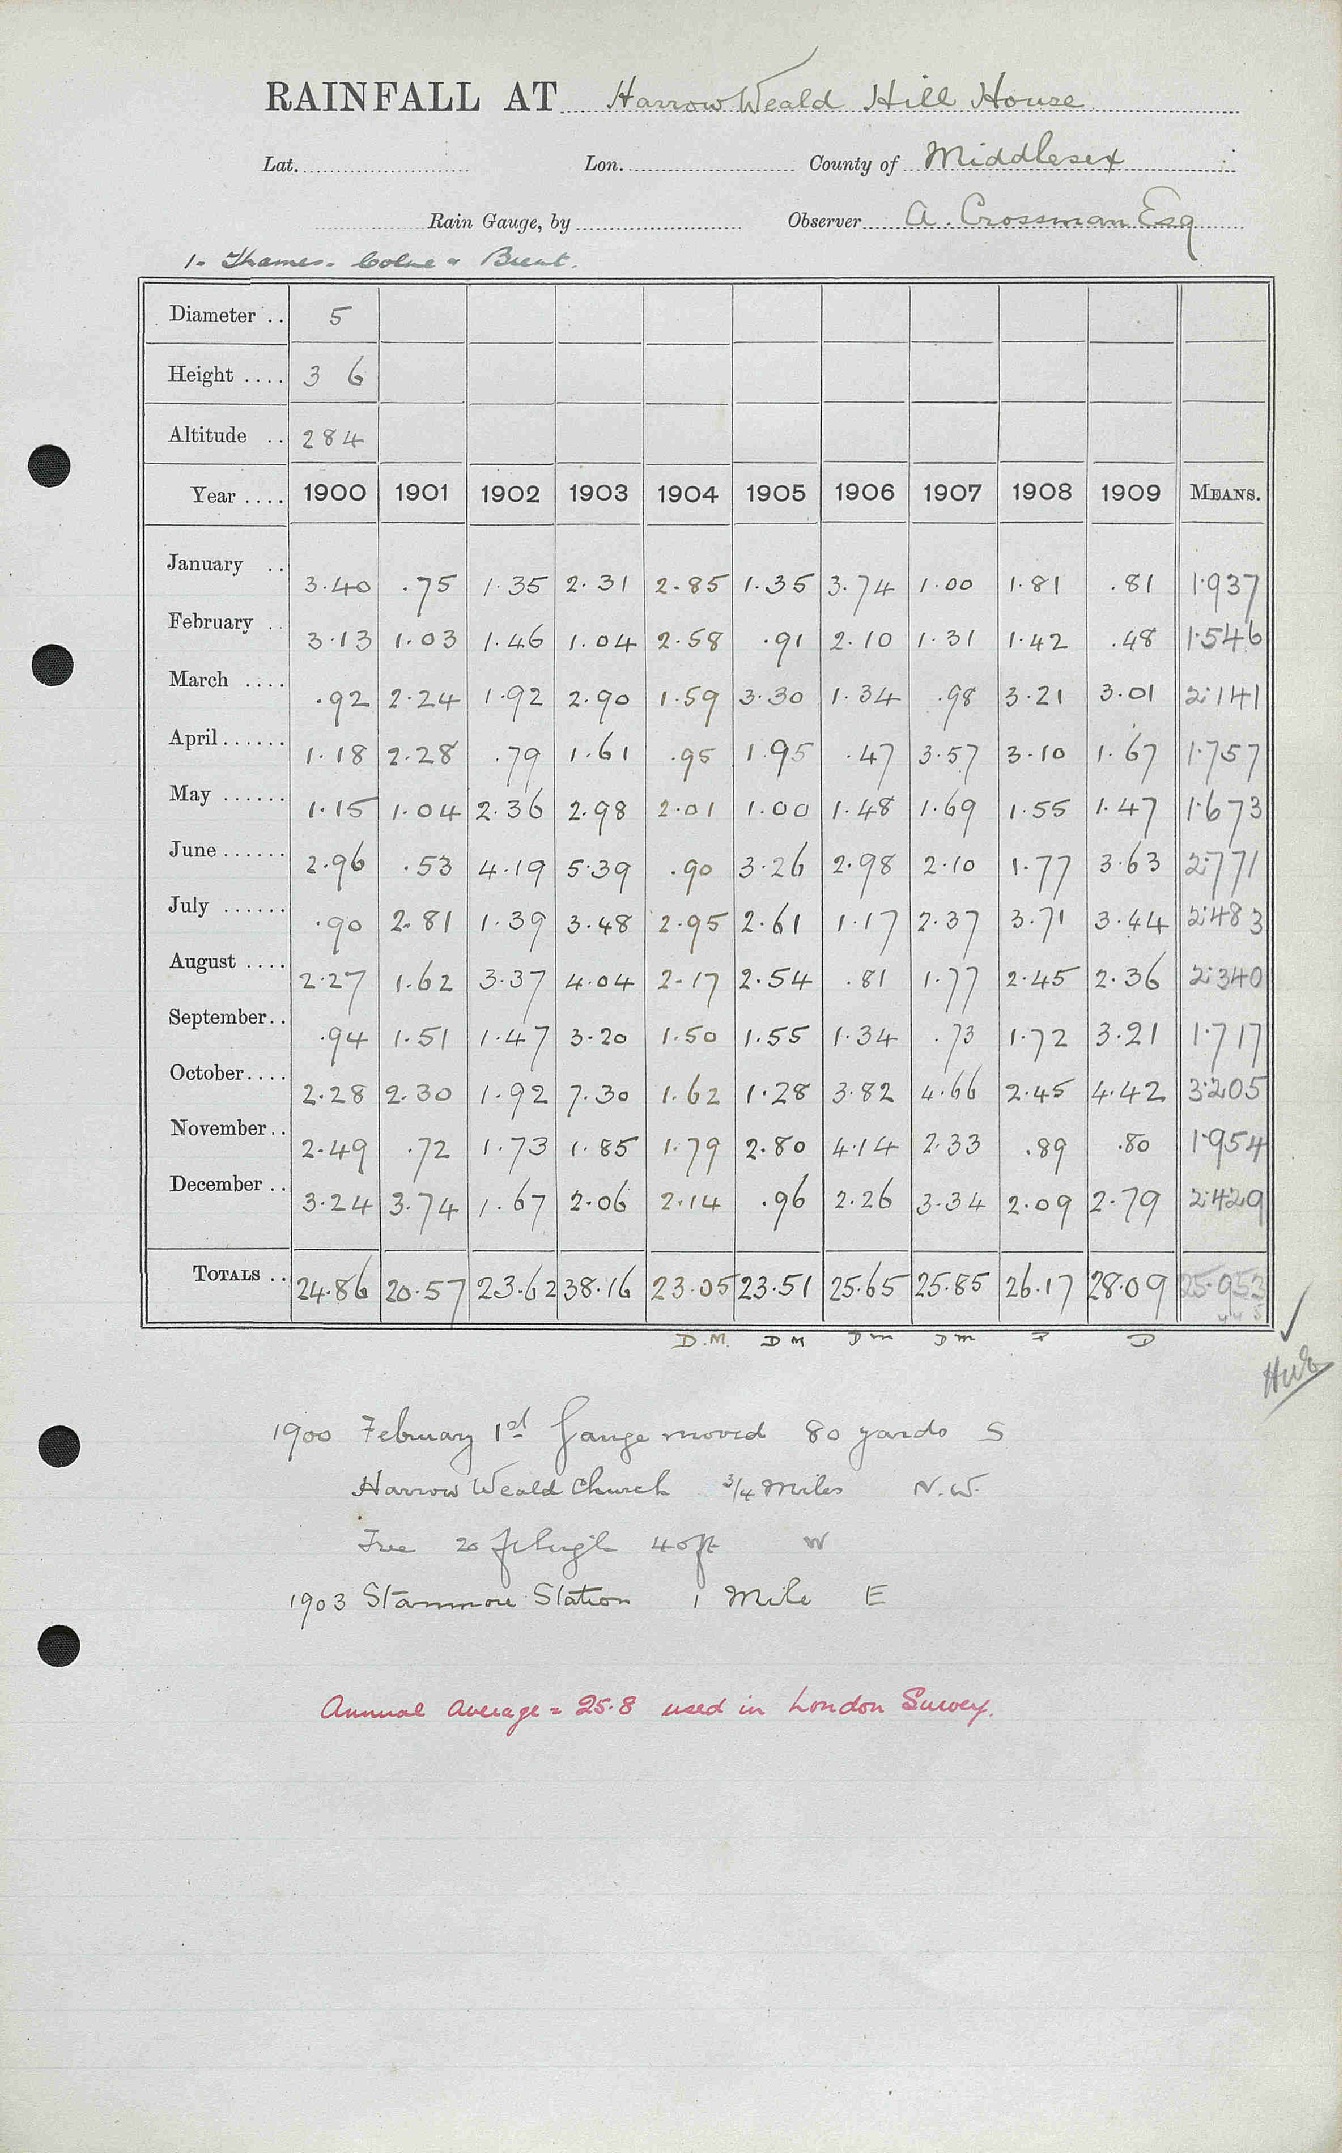 RAINFALL AT Harrow Weald Hill House
Lat. Lon. County of Middlesex
Rain Gauge, by Observer A. Crossman Esq
1. Thames. Colne & Brent.
Diameter .. 5
Height .... 3 6
Altitude .. 284
Year .... 1900 1901 1902 1903 1904 1905 1906 1907 1908 1909 MEANS.
January .. 3.40 .75 1.35 2.31 2.85 1.35 3.74 1.00 1.81 .81 1.937
February .. 3.13 1.03 1.46 1.04 2.58 .91 2.10 1.31 1.42 .48 1.546
March .... .92 2.24 1.92 2.90 1.59 3.30 1.34 .98 3.21 3.01 2.141
April ...... 1.18 2.28 .79 1.61 .95 1.95 .47 3.57 3.10 1.67 1.757
May ...... 1.15 1.04 2.36 2.98 2.01 1.00 1.48 1.69 1.55 1.47 1.673
June ...... 2.96 .53 4.19 5.39 .90 3.26 2.98 2.10 1.77 3.63 2.771
July ...... .90 2.81 1.39 3.48 2.95 2.61 1.17 2.37 3.71 3.44 2.483
August .... 2.27 1.62 3.37 4.04 2.17 2.54 .81 1.77 2.45 2.36 2.340
September.. .94 1.51 1.47 3.20 1.50 1.55 1.34 .73 1.72 3.21 1.717
October.... 2.28 2.30 1.92 7.30 1.62 1.28 3.82 4.66 2.45 4.42 3.205
November.. 2.49 .72 1.73 1.85 1.79 2.80 4.14 2.33 .89 .80 1.954
December .. 3.24 3.74 1.67 2.06 2.14 .96 2.26 3.34 2.09 2.79 2.429
TOTALS .. 24.86 20.57 23.62 38.16 23.05 23.51 25.65 25.85 26.17 28.09 25.953
D.M. DM Dm Dm D
1900 February 1st Gauge moved 80 yards S
Harrow Weald Church 3/4 Miles N.W.
Tree 20 ft high 40 ft W
1903 Stanmore Station 1 Mile E
Annual Average = 25.8 used in London Survey.